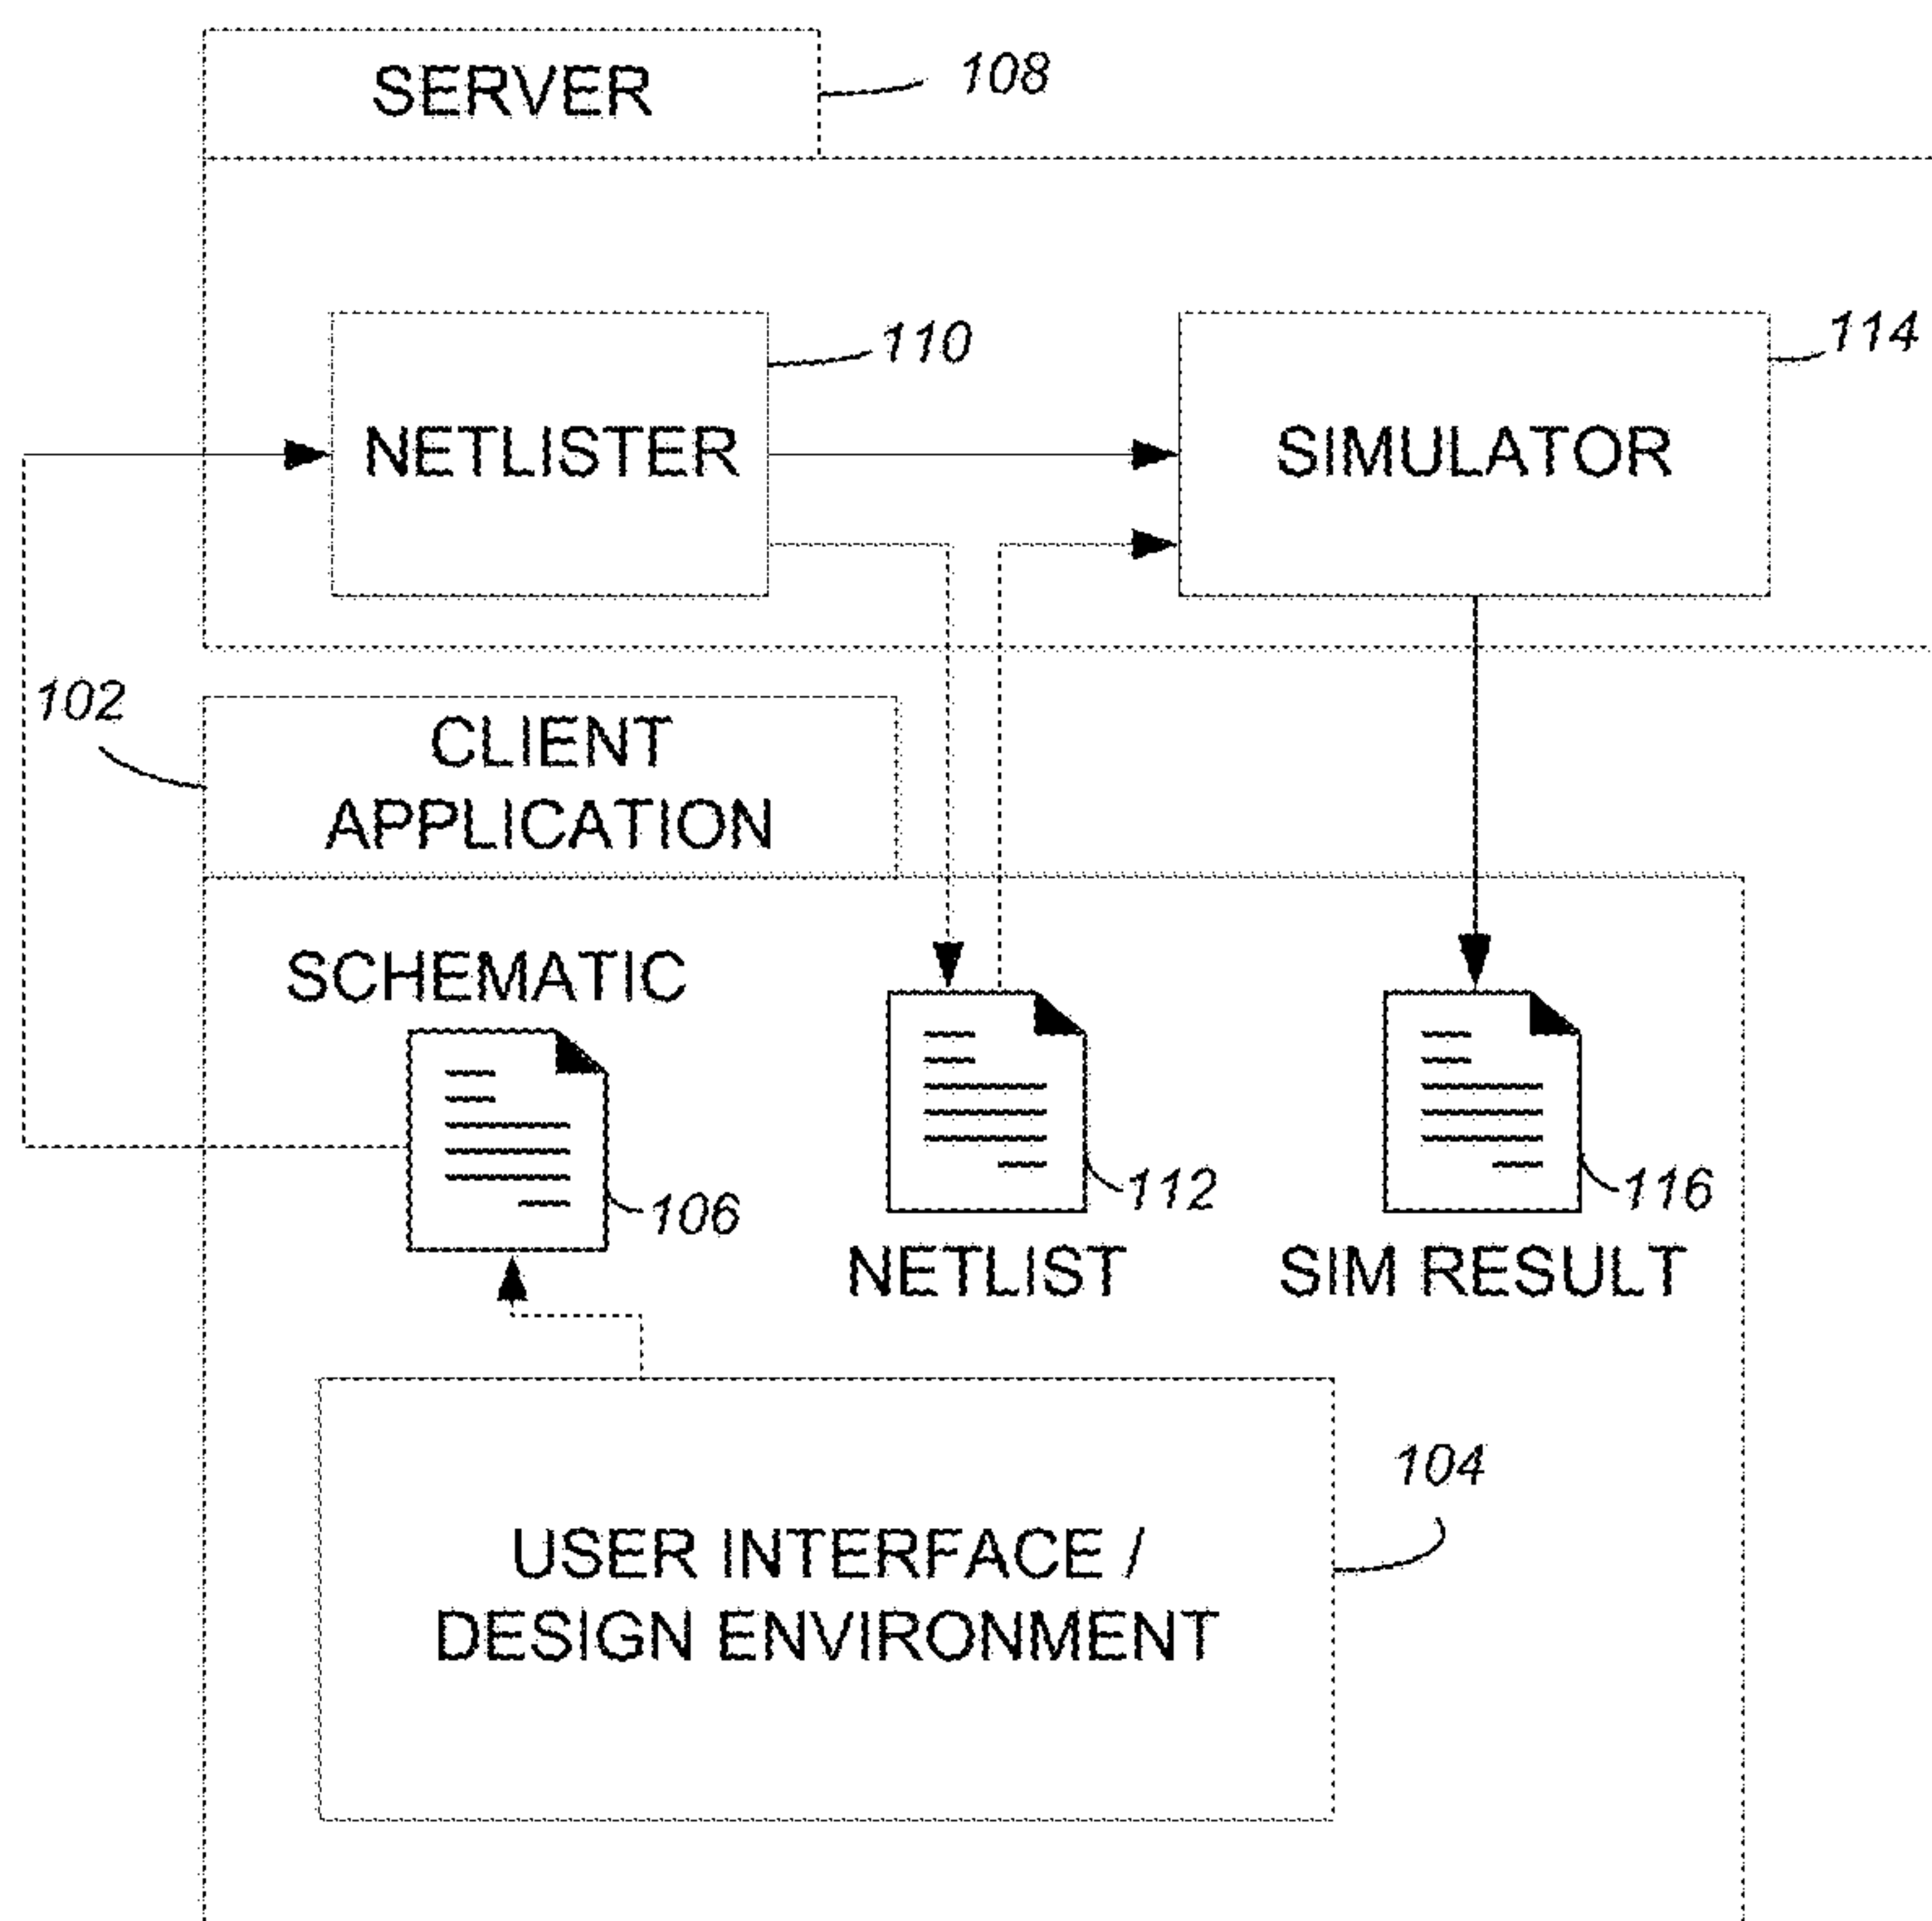 SERVER
108
110
114
NETLISTER
SIMULATOR
102
CLIENT
APPLICATION
SCHEMATIC
106
112
116
NETLIST
SIM RESULT
104
USER INTERFACE /
DESIGN ENVIRONMENT